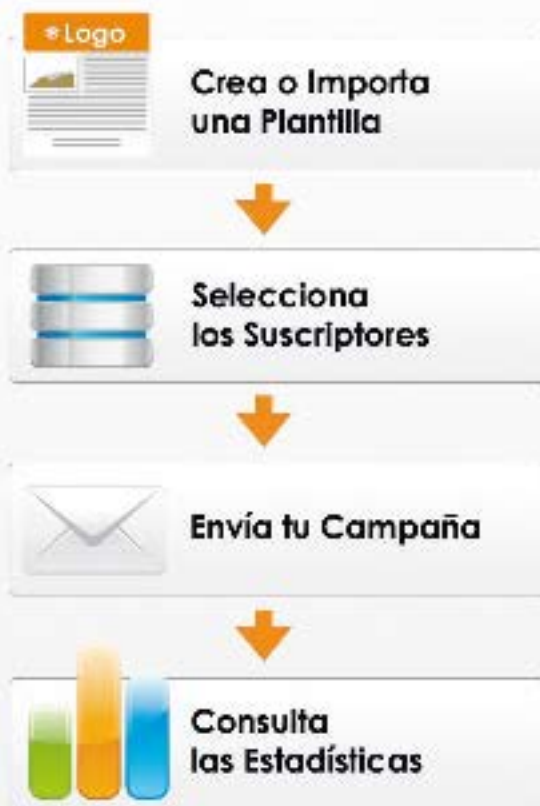 *Logo
Crea o Importa
una Plantilla
Selecciona
los Suscriptores
Envía tu Campaña
Consulta
las Estadísticas